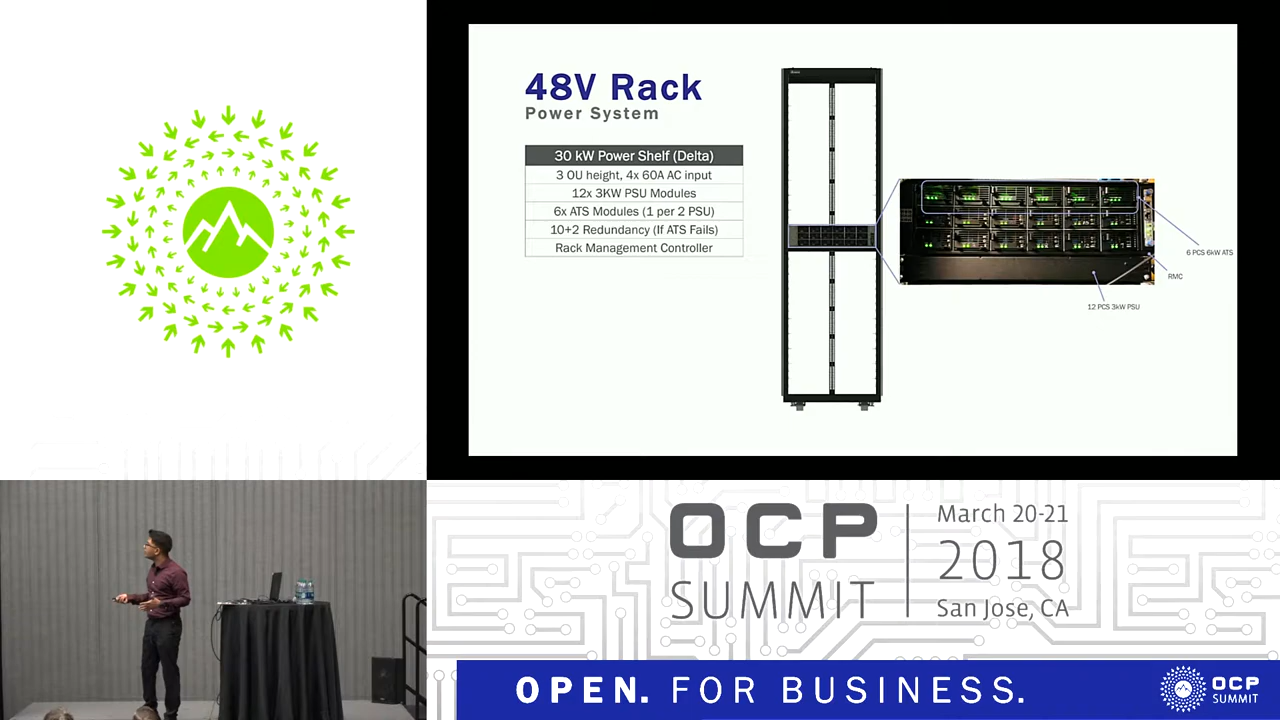 48V Rack
Power System
30 kW Power Shelf (Delta)
3 OU height, 4x 60A AC input
12x 3KW PSU Modules
6x ATS Modules (1 per 2 PSU)
10+2 Redundancy (If ATS Fails)
Rack Management Controller
6 PCS 6kW ATS
RMC
12 PCS 3kW PSU
OCP
SUMMIT
March 20-21
2018
San Jose, CA
OPEN. FOR BUSINESS.
OCP
SUMMIT